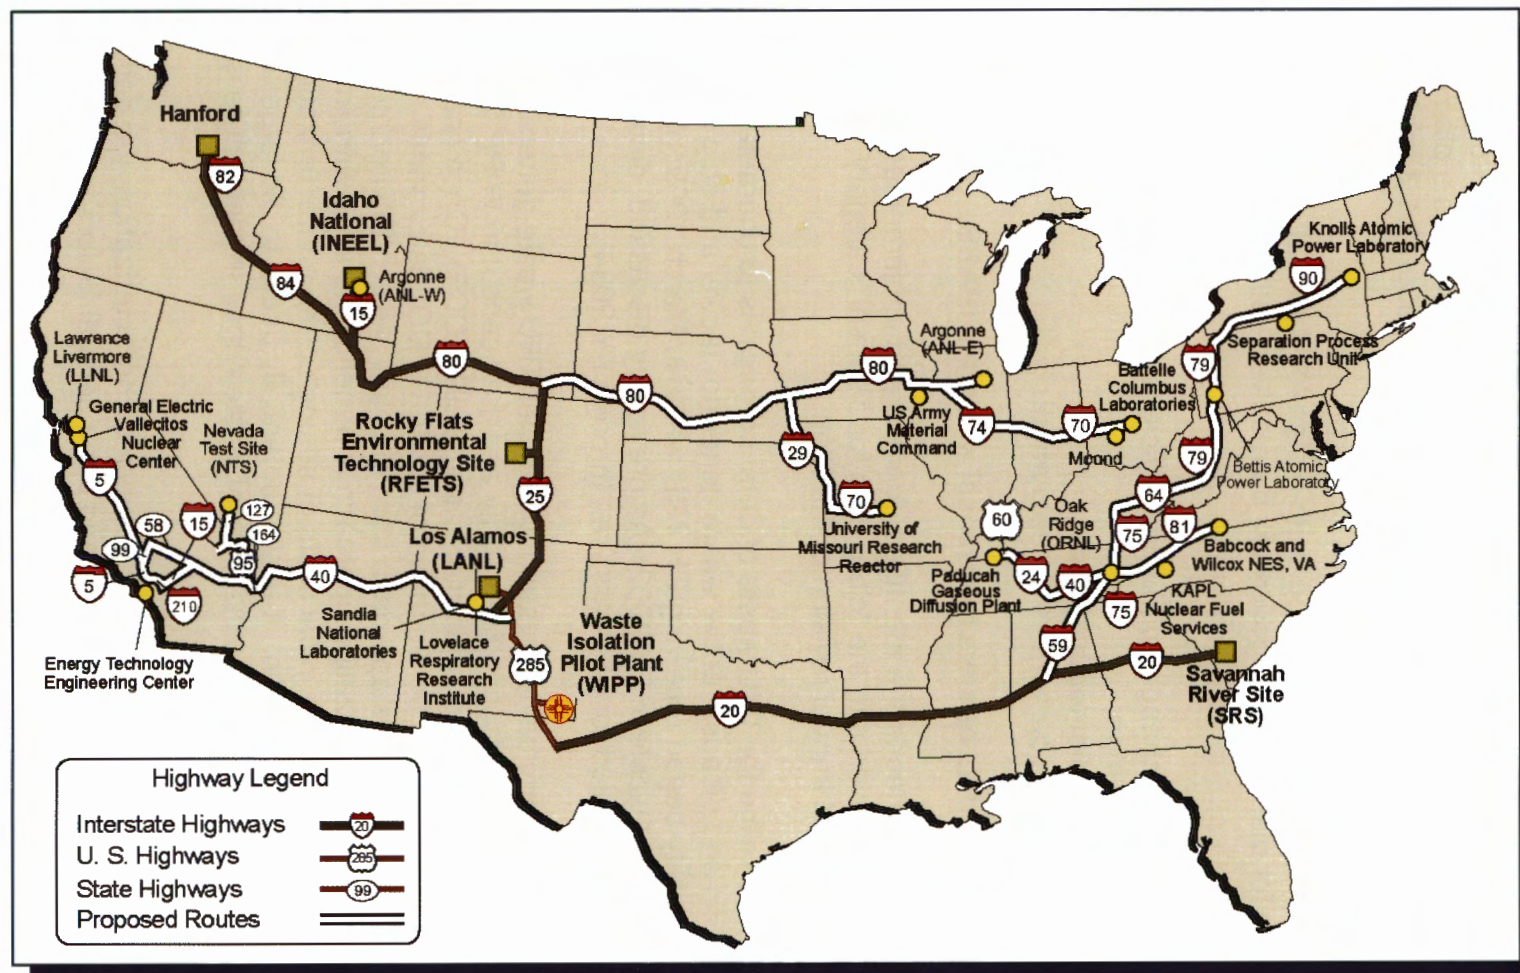 Hanford
82
Idaho
National
(INEEL)
Argonne
(ANL-W)
84
15
80
80
80
Lawrence
Livermore
(LLNL)
General Electric
Vallecitos
Nuclear
Center
Nevada
Test Site
(NTS)
5
58
15
127
164
99
95
5
210
40
Rocky Flats
Environmental
Technology Site
(RFETS)
25
Los Alamos
(LANL)
Sandia
National
Laboratories
Lovelace
Respiratory
Research
Institute
Energy Technology
Engineering Center
285
Waste
Isolation
Pilot Plant
(WIPP)
20
Argonne
(ANL-E)
US Army
Material
Command
74
70
Mound
29
70
University of
Missouri Research
Reactor
Battelle
Columbus
Laboratories
Knolls Atomic
Power Laboratory
90
Separation Process
Research Unit
79
79
Bettis Atomic
Power Laboratory
64
60
Oak
Ridge
(ORNL)
75
81
Babcock and
Wilcox NES, VA
Paducah
Gaseous
Diffusion Plant
24
40
75
KAPL
Nuclear Fuel
Services
59
20
Savannah
River Site
(SRS)
Highway Legend
Interstate Highways
20
U. S. Highways
285
State Highways
99
Proposed Routes